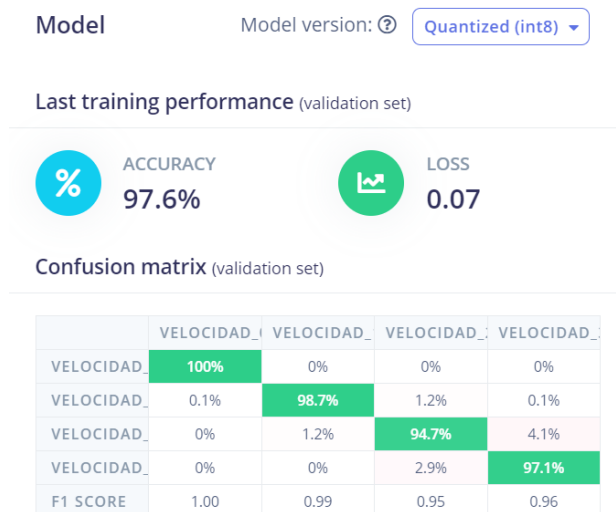 Model Model version: Quantized (int8)
Last training performance (validation set)
ACCURACY LOSS
97.6% 0.07
Confusion matrix (validation set)
VELOCIDAD_ VELOCIDAD_ VELOCIDAD_ VELOCIDAD_
VELOCIDAD_ 100% 0% 0% 0%
VELOCIDAD_ 0.1% 98.7% 1.2% 0.1%
VELOCIDAD_ 0% 1.2% 94.7% 4.1%
VELOCIDAD_ 0% 0% 2.9% 97.1%
F1 SCORE 1.00 0.99 0.95 0.96